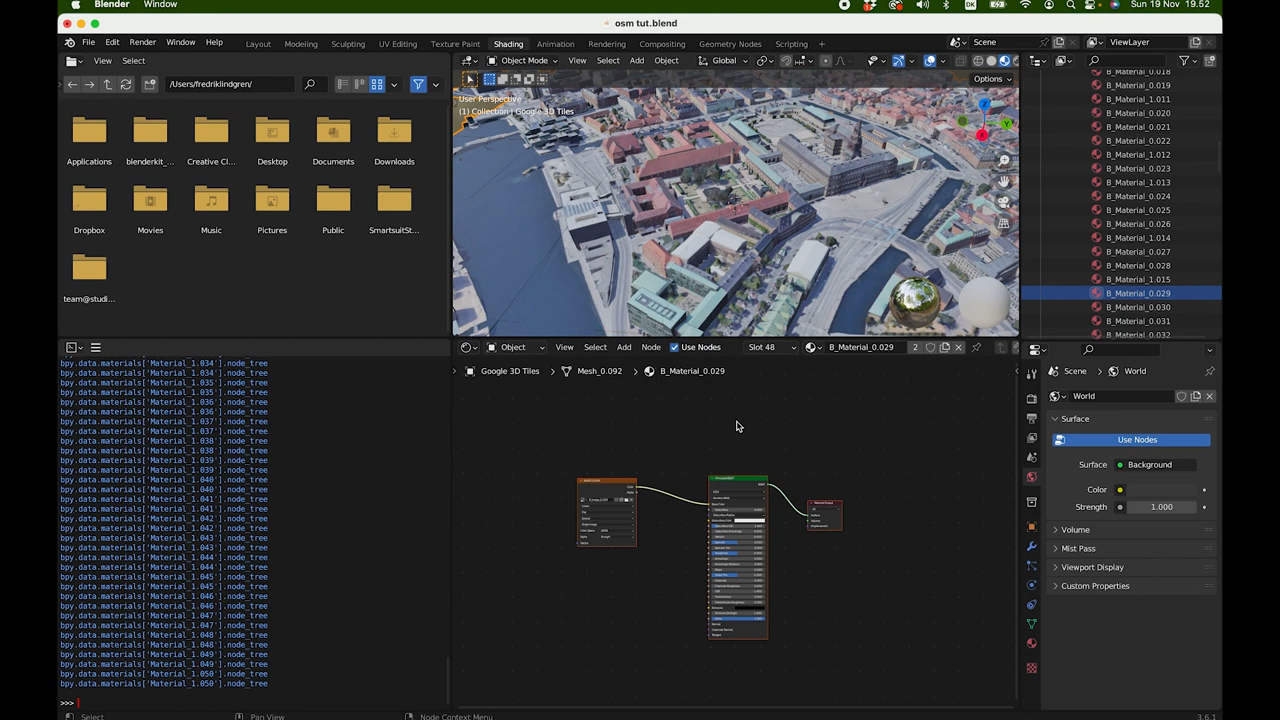 Blender Window DK Sun 19 Nov 19.52
osm tut.blend
File Edit Render Window Help Layout Modeling Sculpting UV Editing Texture Paint Shading Animation Rendering Compositing Geometry Nodes Scripting + Scene ViewLayer
View Select /Users/fredriklindgren/ Object Mode View Select Add Object Global
Options
User Perspective
(1) Collection | Google 3D Tiles
Z
Y
Applications blenderkit_... Creative Cl... Desktop Documents Downloads
Dropbox Movies Music Pictures Public SmartsuitSt...
team@studi...
B_Material_0.018
B_Material_0.019
B_Material_1.011
B_Material_0.020
B_Material_0.021
B_Material_0.022
B_Material_1.012
B_Material_0.023
B_Material_1.013
B_Material_0.024
B_Material_0.025
B_Material_0.026
B_Material_1.014
B_Material_0.027
B_Material_0.028
B_Material_1.015
B_Material_0.029
B_Material_0.030
B_Material_0.031
B_Material_0.032
Object View Select Add Node Use Nodes Slot 48 B_Material_0.029 2
Google 3D Tiles > Mesh_0.092 > B_Material_0.029
bpy.data.materials['Material_1.034'].node_tree
bpy.data.materials['Material_1.034'].node_tree
bpy.data.materials['Material_1.035'].node_tree
bpy.data.materials['Material_1.035'].node_tree
bpy.data.materials['Material_1.036'].node_tree
bpy.data.materials['Material_1.036'].node_tree
bpy.data.materials['Material_1.037'].node_tree
bpy.data.materials['Material_1.037'].node_tree
bpy.data.materials['Material_1.038'].node_tree
bpy.data.materials['Material_1.038'].node_tree
bpy.data.materials['Material_1.039'].node_tree
bpy.data.materials['Material_1.039'].node_tree
bpy.data.materials['Material_1.040'].node_tree
bpy.data.materials['Material_1.040'].node_tree
bpy.data.materials['Material_1.041'].node_tree
bpy.data.materials['Material_1.041'].node_tree
bpy.data.materials['Material_1.042'].node_tree
bpy.data.materials['Material_1.042'].node_tree
bpy.data.materials['Material_1.043'].node_tree
bpy.data.materials['Material_1.043'].node_tree
bpy.data.materials['Material_1.044'].node_tree
bpy.data.materials['Material_1.044'].node_tree
bpy.data.materials['Material_1.045'].node_tree
bpy.data.materials['Material_1.045'].node_tree
bpy.data.materials['Material_1.046'].node_tree
bpy.data.materials['Material_1.046'].node_tree
bpy.data.materials['Material_1.047'].node_tree
bpy.data.materials['Material_1.047'].node_tree
bpy.data.materials['Material_1.048'].node_tree
bpy.data.materials['Material_1.048'].node_tree
bpy.data.materials['Material_1.049'].node_tree
bpy.data.materials['Material_1.049'].node_tree
bpy.data.materials['Material_1.050'].node_tree
bpy.data.materials['Material_1.050'].node_tree
>>>
Scene > World
World
Surface
Use Nodes
Surface Background
Color
Strength 1.000
Volume
Mist Pass
Viewport Display
Custom Properties
Select Pan View Node Context Menu 3.6.1